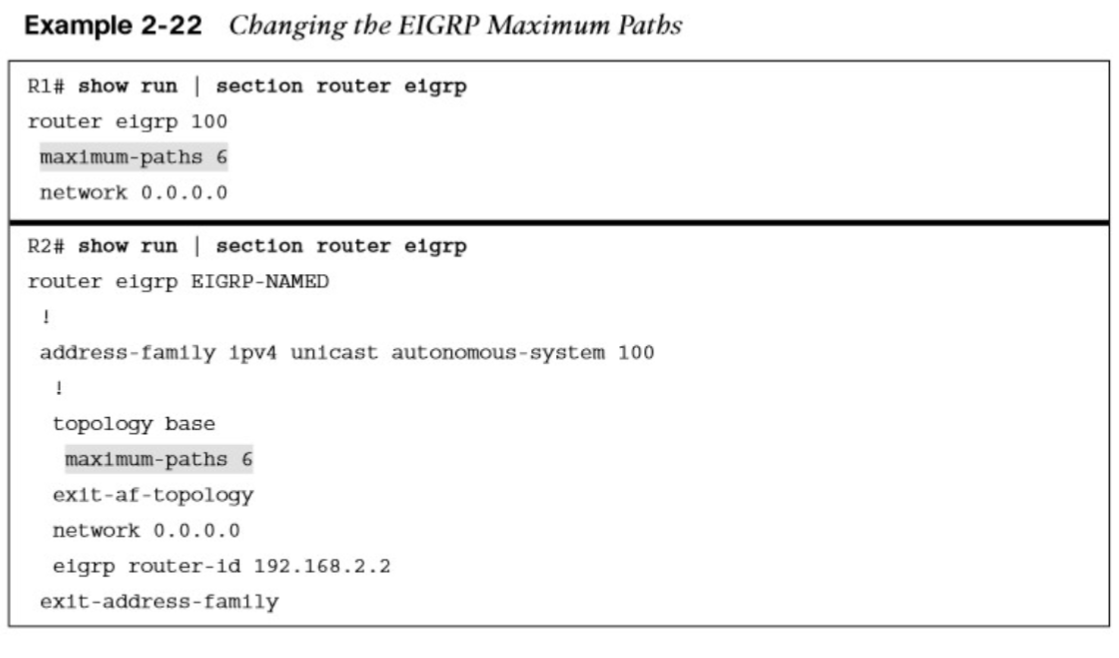 Example 2-22 Changing the EIGRP Maximum Paths
R1# show run | section router eigrp
router eigrp 100
maximum-paths 6
network 0.0.0.0
R2# show run | section router eigrp
router eigrp EIGRP-NAMED
!
address-family ipv4 unicast autonomous-system 100
!
topology base
maximum-paths 6
exit-af-topology
network 0.0.0.0
eigrp router-id 192.168.2.2
exit-address-family